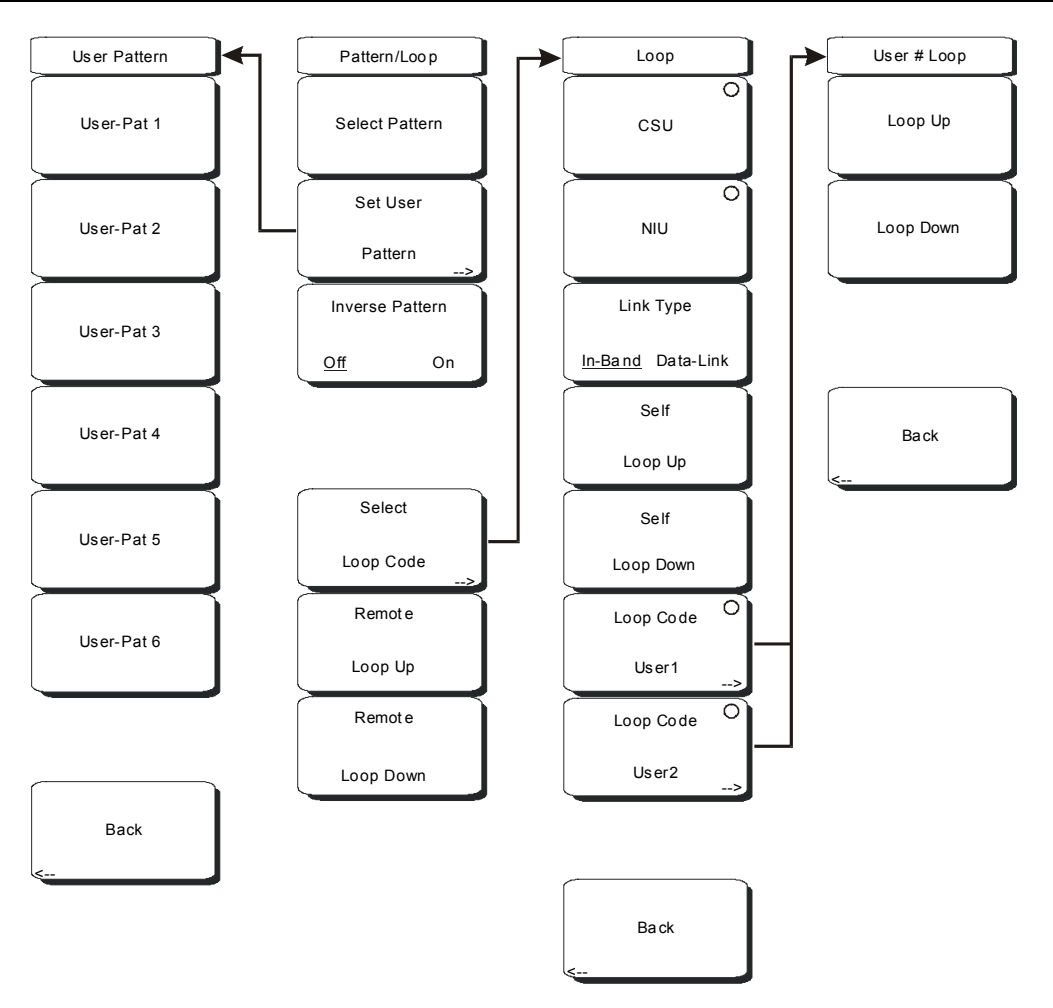 User Pattern
User-Pat 1
User-Pat 2
User-Pat 3
User-Pat 4
User-Pat 5
User-Pat 6
Back
<--
Pattern/Loop
Select Pattern
Set User
Pattern
-->
Inverse Pattern
Off On
Select
Loop Code
-->
Remote
Loop Up
Remote
Loop Down
Loop
CSU
NIU
Link Type
In-Band Data-Link
Self
Loop Up
Self
Loop Down
Loop Code
User1
-->
Loop Code
User2
-->
Back
<--
User # Loop
Loop Up
Loop Down
Back
<--